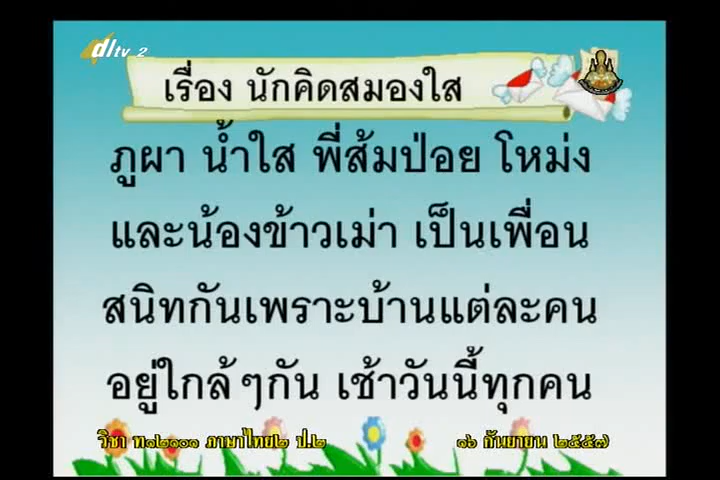 dltv 2
เรื่อง นักคิดสมองใส
ภูผา น้ำใส พี่ส้มป่อย โหม่ง
และน้องข้าวเม่า เป็นเพื่อน
สนิทกันเพราะบ้านแต่ละคน
อยู่ใกล้ๆกัน เช้าวันนี้ทุกคน
วิชา ท๑๒๑๐๑ ภาษาไทย๒ ป.๒ ๑๖ กันยายน ๒๕๕๗